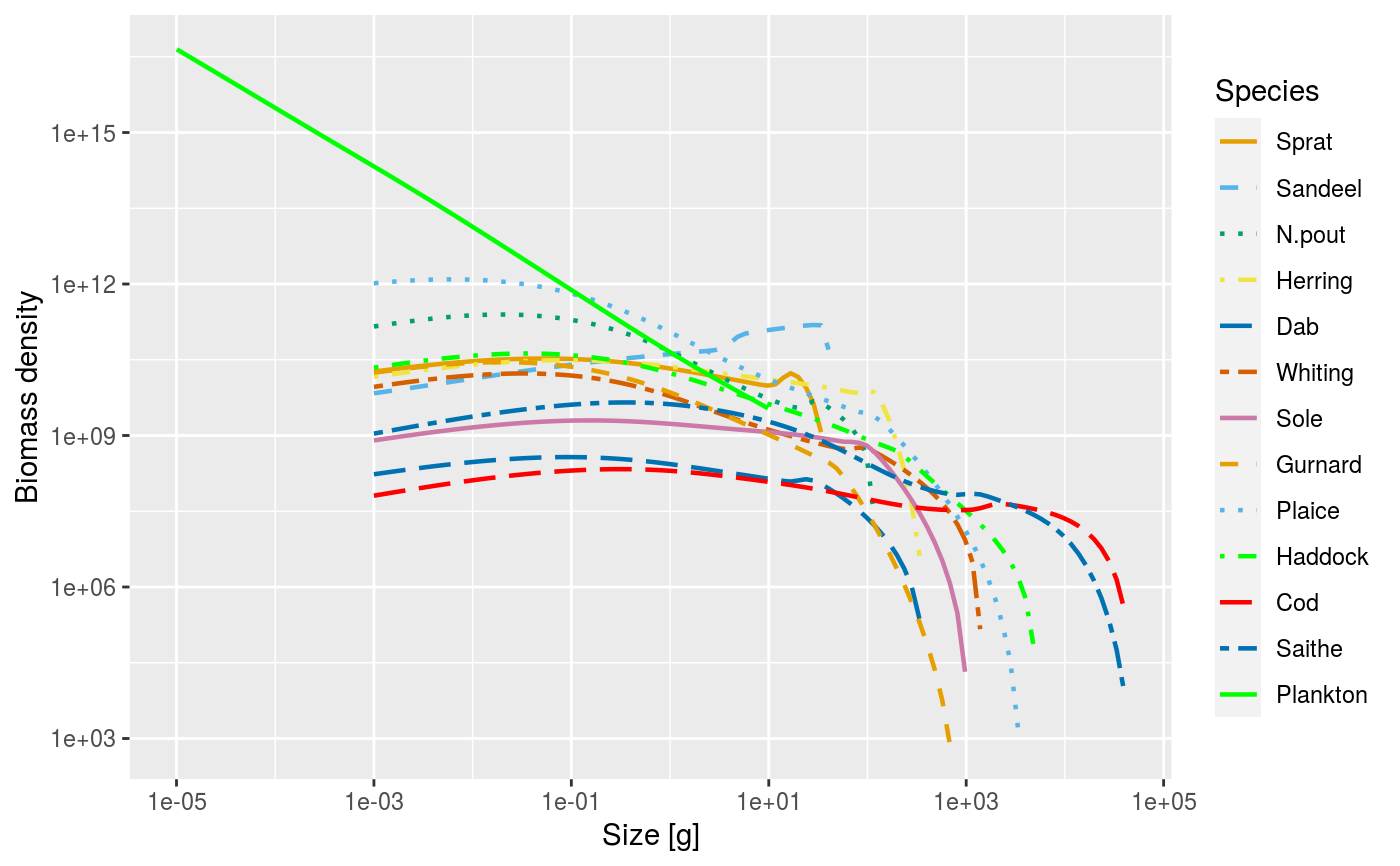 Biomass density
1e+15
1e+12
1e+09
1e+06
1e+03
1e-05
1e-03
1e-01
1e+01
1e+03
1e+05
Size [g]
Species
Sprat
Sandeel
N.pout
Herring
Dab
Whiting
Sole
Gurnard
Plaice
Haddock
Cod
Saithe
Plankton